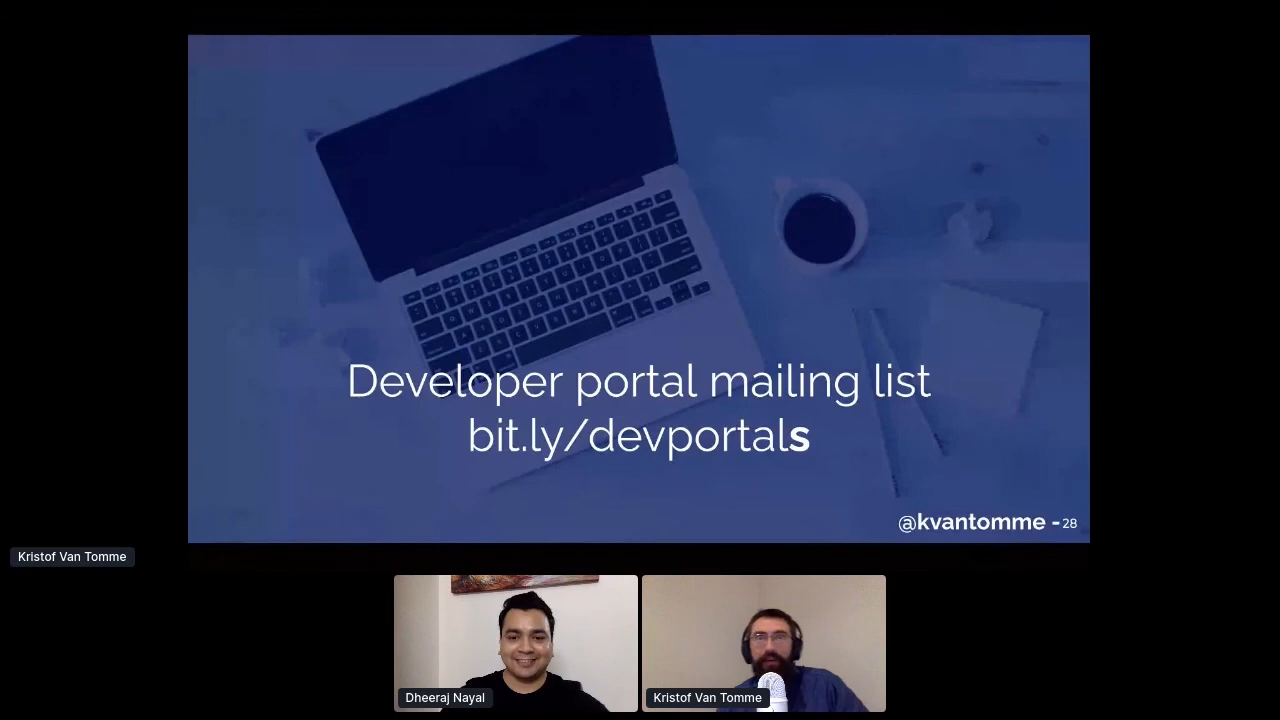 Developer portal mailing list
bit.ly/devportals
@kvantomme - 28
Kristof Van Tomme
Dheeraj Nayal
Kristof Van Tomme